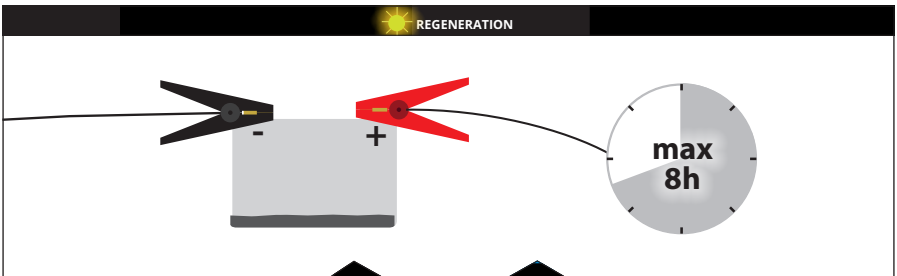 REGENERATION
- +
max
8h